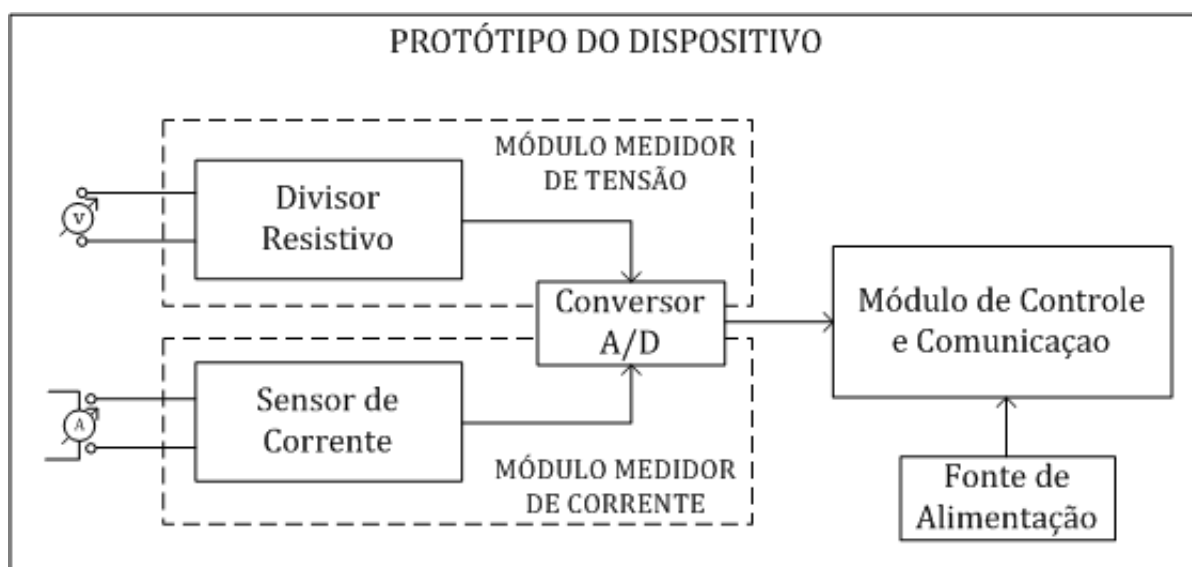 PROTÓTIPO DO DISPOSITIVO
MÓDULO MEDIDOR
DE TENSÃO
Divisor
Resistivo
V
Conversor
A/D
Módulo de Controle
e Comunicaçao
Sensor de
Corrente
A
MÓDULO MEDIDOR
DE CORRENTE
Fonte de
Alimentação